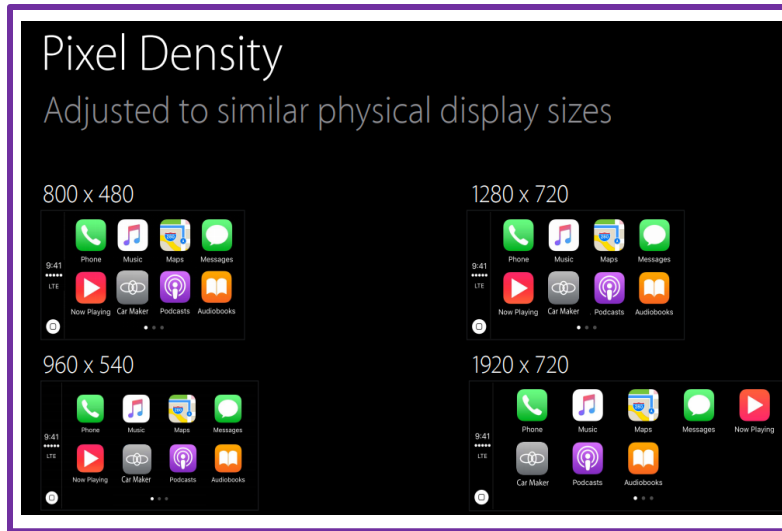 Pixel Density
Adjusted to similar physical display sizes
800 x 480
Phone Music Maps Messages
9:41
LTE
Now Playing Car Maker Podcasts Audiobooks
1280 x 720
Phone Music Maps Messages
9:41
LTE
Now Playing Car Maker Podcasts Audiobooks
960 x 540
Phone Music Maps Messages
9:41
LTE
Now Playing Car Maker Podcasts Audiobooks
1920 x 720
Phone Music Maps Messages Now Playing
9:41
LTE
Car Maker Podcasts Audiobooks